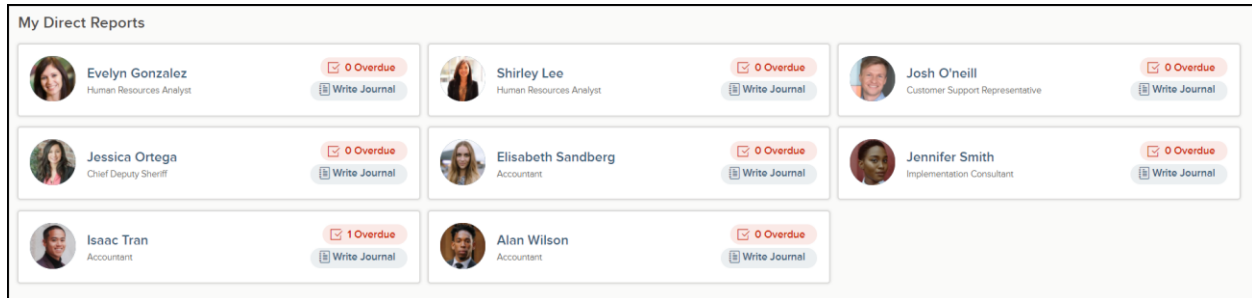 My Direct Reports
Evelyn Gonzalez
Human Resources Analyst
0 Overdue
Write Journal
Shirley Lee
Human Resources Analyst
0 Overdue
Write Journal
Josh O'neill
Customer Support Representative
0 Overdue
Write Journal
Jessica Ortega
Chief Deputy Sheriff
0 Overdue
Write Journal
Elisabeth Sandberg
Accountant
0 Overdue
Write Journal
Jennifer Smith
Implementation Consultant
0 Overdue
Write Journal
Isaac Tran
Accountant
1 Overdue
Write Journal
Alan Wilson
Accountant
0 Overdue
Write Journal